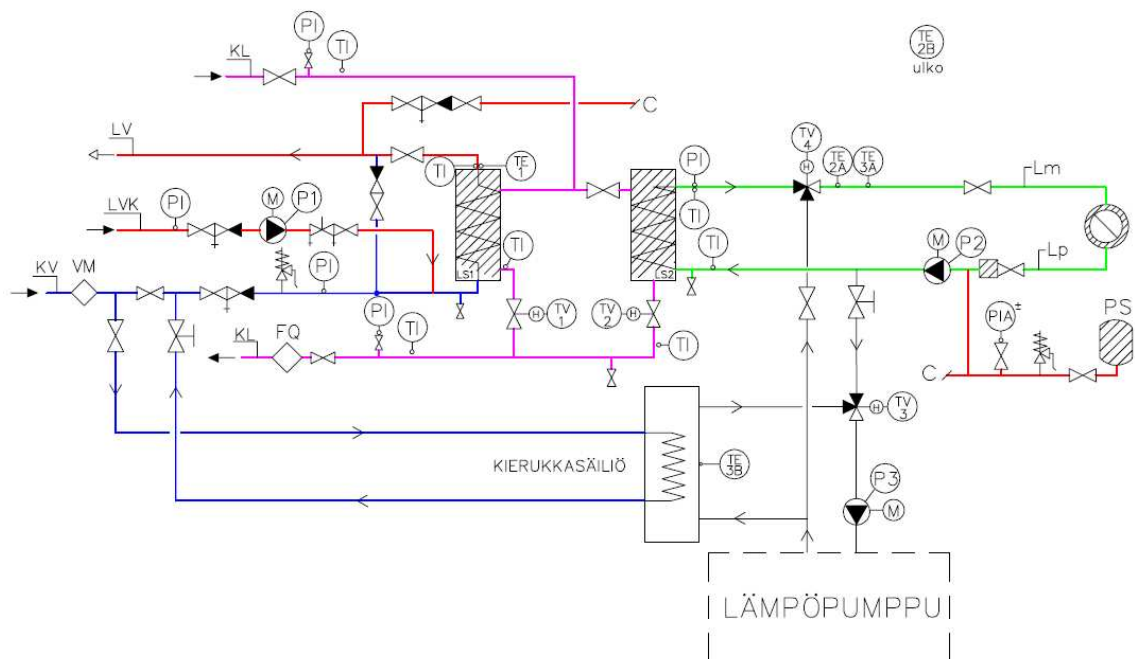 PI
TI
KL
TE
2B
ulko
C
LV
TV
4
H
TE
2A
TE
3A
Lm
TI
TE
1
PI
TI
LVK
PI
M
P1
TI
TI
M
P2
Lp
LS1
LS2
KV
VM
PI
PI
TI
H
TV
1
TV
2
H
PIA±
PS
KL
FQ
TI
C
H
TV
3
KIERUKKASÄILIÖ
TE
3B
P3
M
LÄMPÖPUMPPU